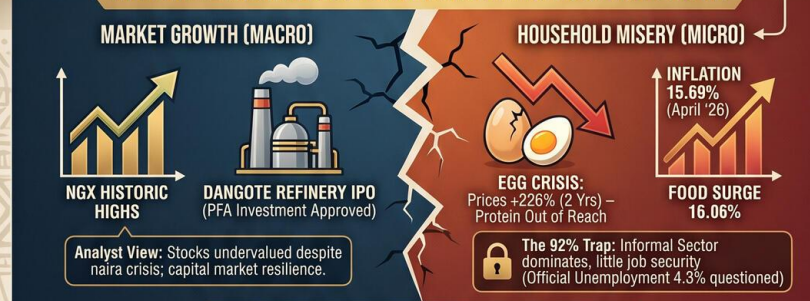 MARKET GROWTH (MACRO)
NGX HISTORIC
HIGHS
DANGOTE REFINERY IPO
(PFA Investment Approved)
Analyst View: Stocks undervalued despite
naira crisis; capital market resilience.
HOUSEHOLD MISERY (MICRO)
EGG CRISIS:
Prices +226% (2 Yrs) –
Protein Out of Reach
INFLATION
15.69%
(April '26)
FOOD SURGE
16.06%
The 92% Trap: Informal Sector
dominates, little job security
(Official Unemployment 4.3% questioned)